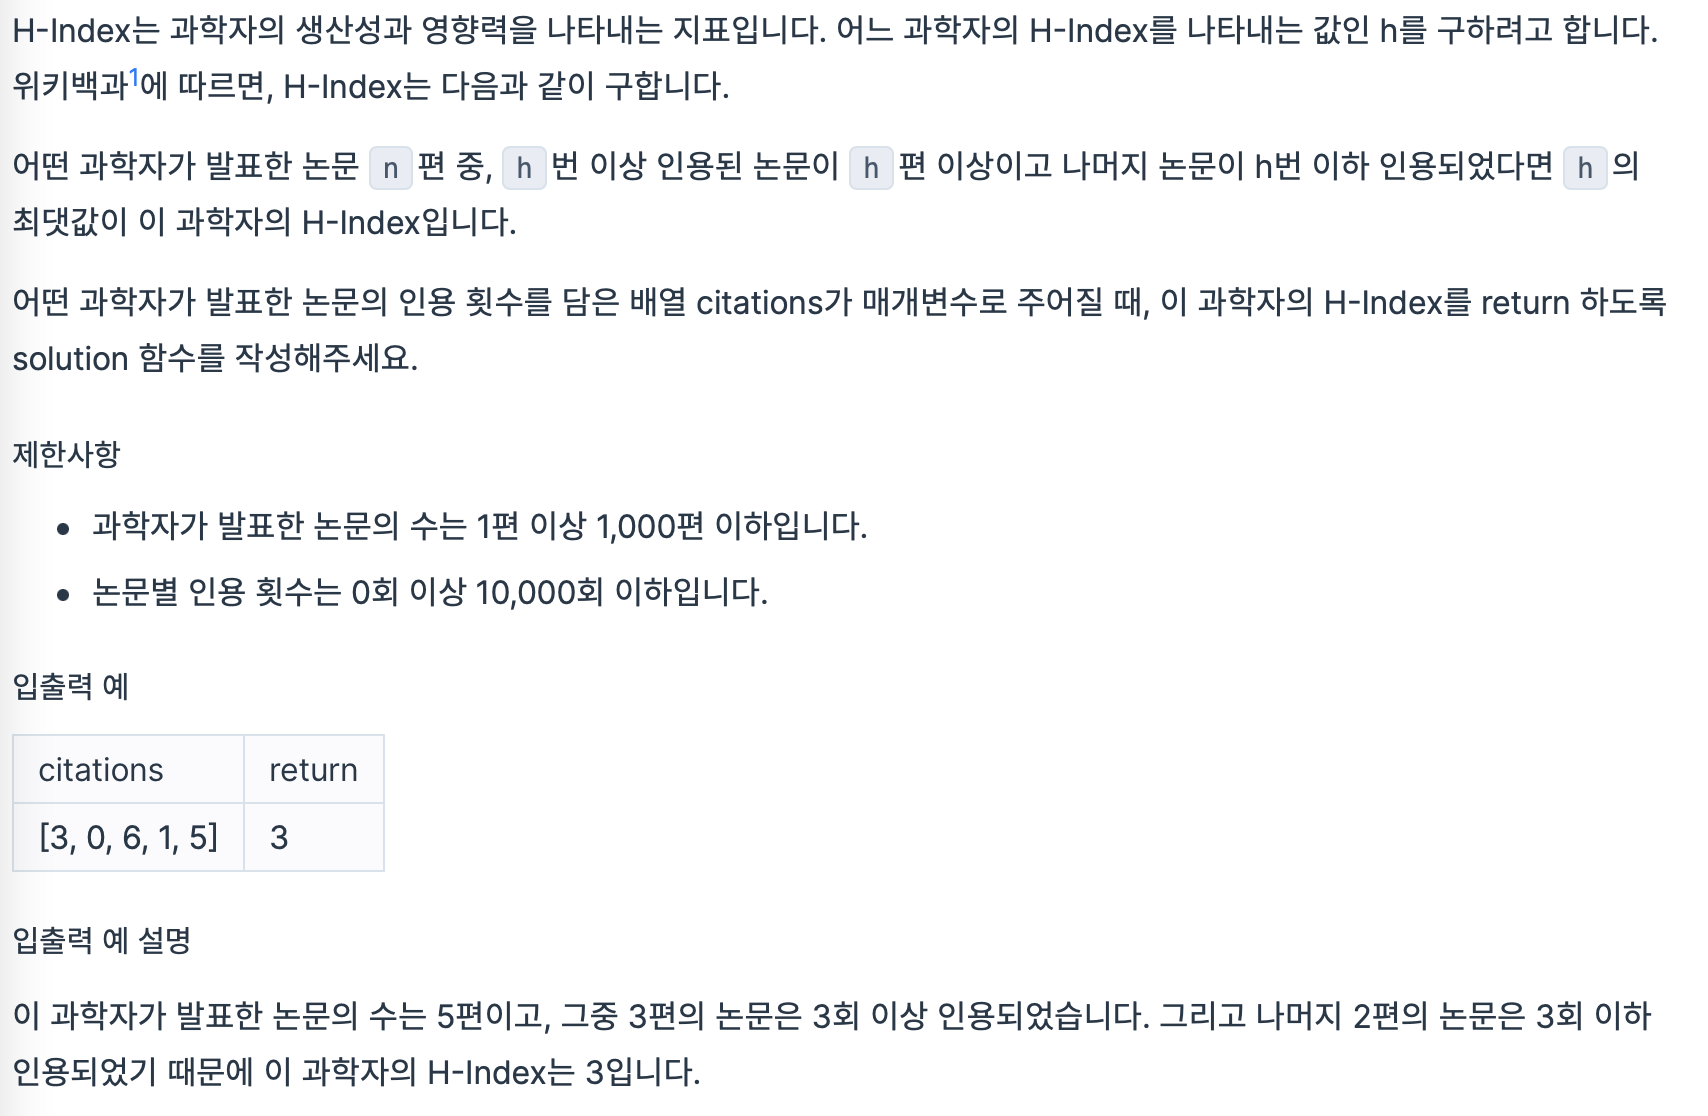 H-Index는 과학자의 생산성과 영향력을 나타내는 지표입니다. 어느 과학자의 H-Index를 나타내는 값인 h를 구하려고 합니다.
위키백과1에 따르면, H-Index는 다음과 같이 구합니다.
어떤 과학자가 발표한 논문 n편 중, h번 이상 인용된 논문이 h편 이상이고 나머지 논문이 h번 이하 인용되었다면 h의
최댓값이 이 과학자의 H-Index입니다.
어떤 과학자가 발표한 논문의 인용 횟수를 담은 배열 citations가 매개변수로 주어질 때, 이 과학자의 H-Index를 return 하도록
solution 함수를 작성해주세요.
제한사항
• 과학자가 발표한 논문의 수는 1편 이상 1,000편 이하입니다.
• 논문별 인용 횟수는 0회 이상 10,000회 이하입니다.
입출력 예
citations return
[3, 0, 6, 1, 5] 3
입출력 예 설명
이 과학자가 발표한 논문의 수는 5편이고, 그중 3편의 논문은 3회 이상 인용되었습니다. 그리고 나머지 2편의 논문은 3회 이하
인용되었기 때문에 이 과학자의 H-Index는 3입니다.